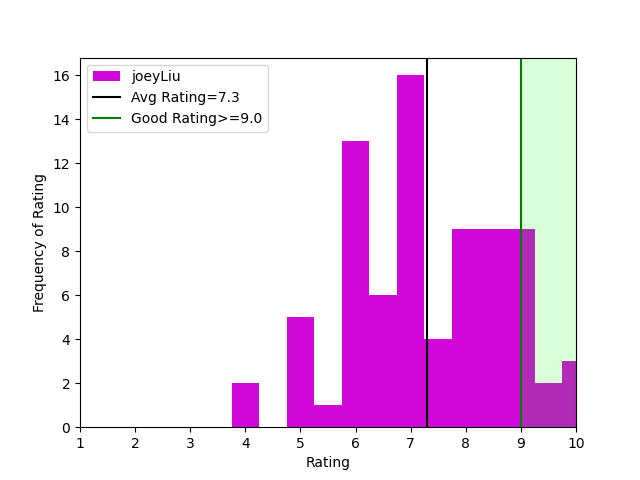 joeyLiu
Avg Rating=7.3
Good Rating>=9.0
16
14
12
10
8
6
4
2
0
Frequency of Rating
1 2 3 4 5 6 7 8 9 10
Rating